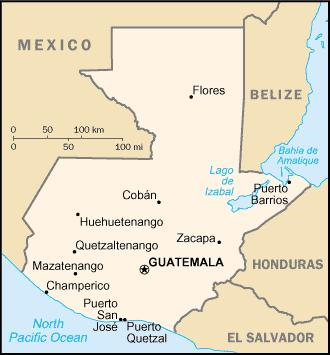 MEXICO
Flores
BELIZE
0 50 100 km
0 50 100 mi
Bahía de
Amatique
Lago
de
Izabal
Puerto
Barrios
Cobán
Huehuetenango
Quetzaltenango
Zacapa
Mazatenango
GUATEMALA
HONDURAS
Champerico
Puerto
San
José
Puerto
Quetzal
North
Pacific Ocean
EL SALVADOR